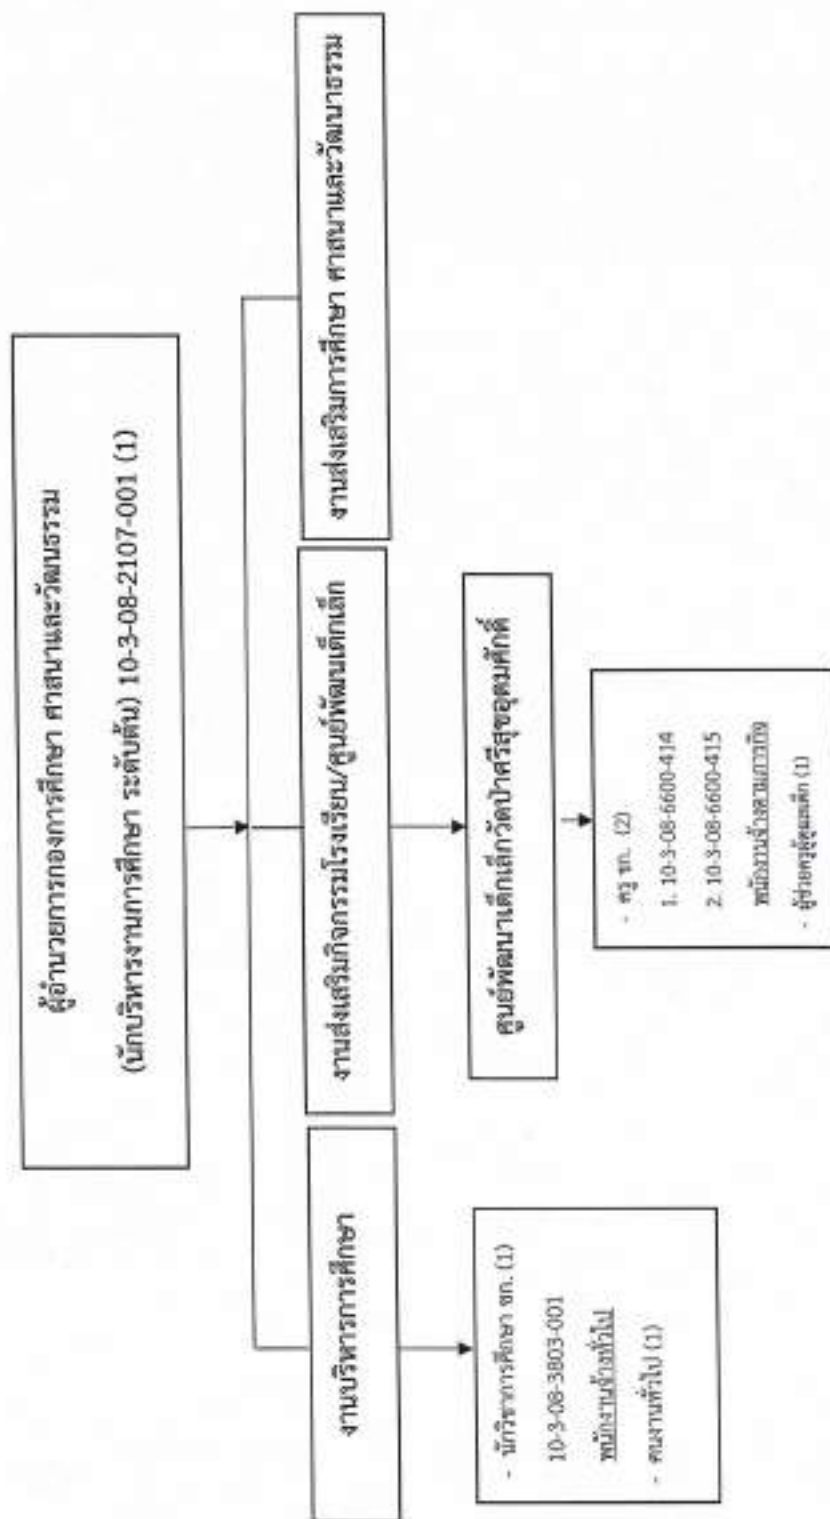 ผู้อำนวยการกองการศึกษา ศาสนาและวัฒนธรรม
(นักบริหารงานการศึกษา ระดับต้น) 10-3-08-2107-001 (1)
งานบริหารการศึกษา
งานส่งเสริมกิจกรรมโรงเรียน/ศูนย์พัฒนเด็กเล็ก
งานส่งเสริมการศึกษา ศาสนาและวัฒนาธรรม
- นักวิชาการศึกษา ชก. (1)
10-3-08-3803-001
พนักงานจ้างทั่วไป
- คนงานทั่วไป (1)
ศูนย์พัฒนาเด็กเล็กวัดป่าศรีสุขอุดมศักดิ์
- ครู ชก. (2)
1. 10-3-08-6600-414
2. 10-3-08-6600-415
พนักงานจ้างตามภารกิจ
- ผู้ช่วยครูผู้ดูแลเด็ก (1)